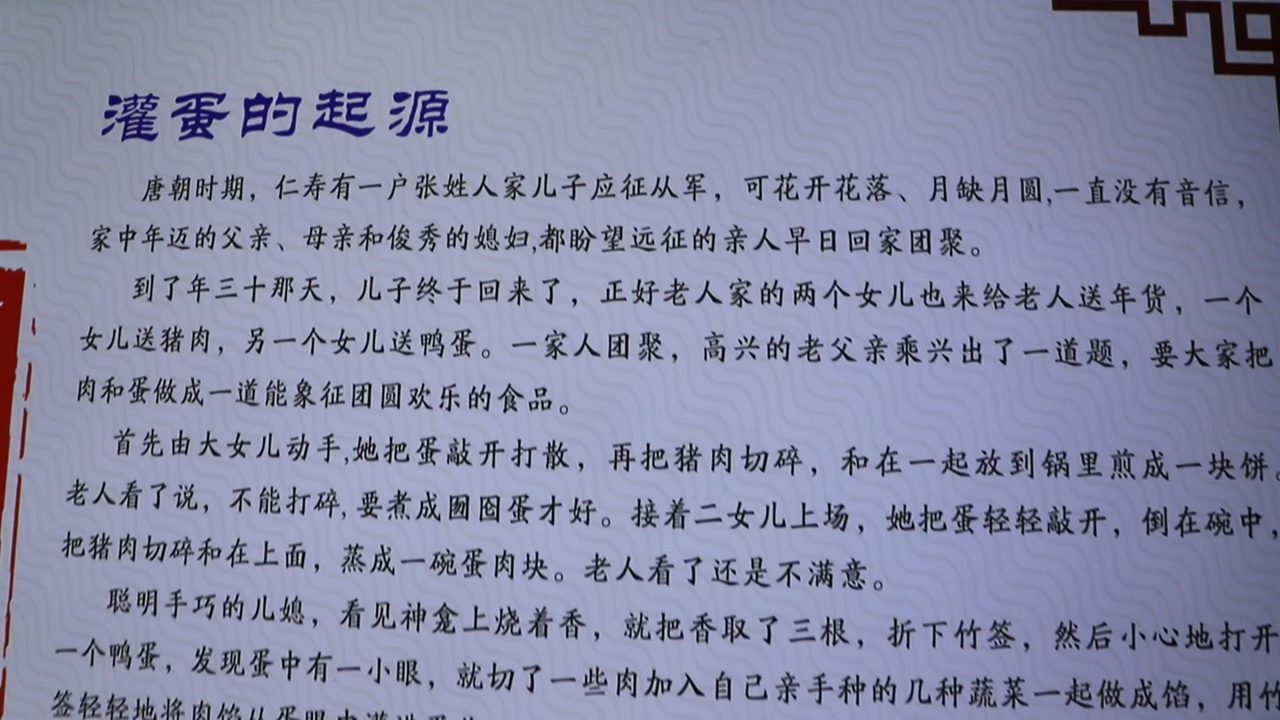 灌蛋的起源
唐朝时期，仁寿有一户张姓人家儿子应征从军，可花开花落、月缺月圆,一直没有音信，
家中年迈的父亲、母亲和俊秀的媳妇,都盼望远征的亲人早日回家团聚。
到了年三十那天，儿子终于回来了，正好老人家的两个女儿也来给老人送年货，一个
女儿送猪肉，另一个女儿送鸭蛋。一家人团聚，高兴的老父亲乘兴出了一道题，要大家把
肉和蛋做成一道能象征团圆欢乐的食品。
首先由大女儿动手,她把蛋敲开打散，再把猪肉切碎，和在一起放到锅里煎成一块饼。
老人看了说，不能打碎,要煮成囫囵蛋才好。接着二女儿上场，她把蛋轻轻敲开，倒在碗中，
把猪肉切碎和在上面，蒸成一碗蛋肉块。老人看了还是不满意。
聪明手巧的儿媳，看见神龛上烧着香，就把香取了三根，折下竹签，然后小心地打开
一个鸭蛋，发现蛋中有一小眼，就切了一些肉加入自己亲手种的几种蔬菜一起做成馅，用竹
签轻轻地将肉馅从蛋眼中灌进